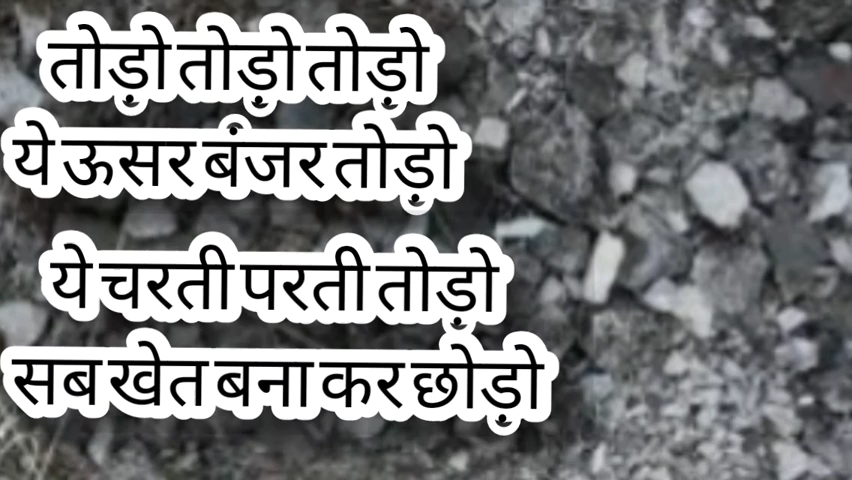 तोड़ो तोड़ो तोड़ो
ये ऊसर बंजर तोड़ो
ये चरती परती तोड़ो
सब खेत बना कर छोड़ो